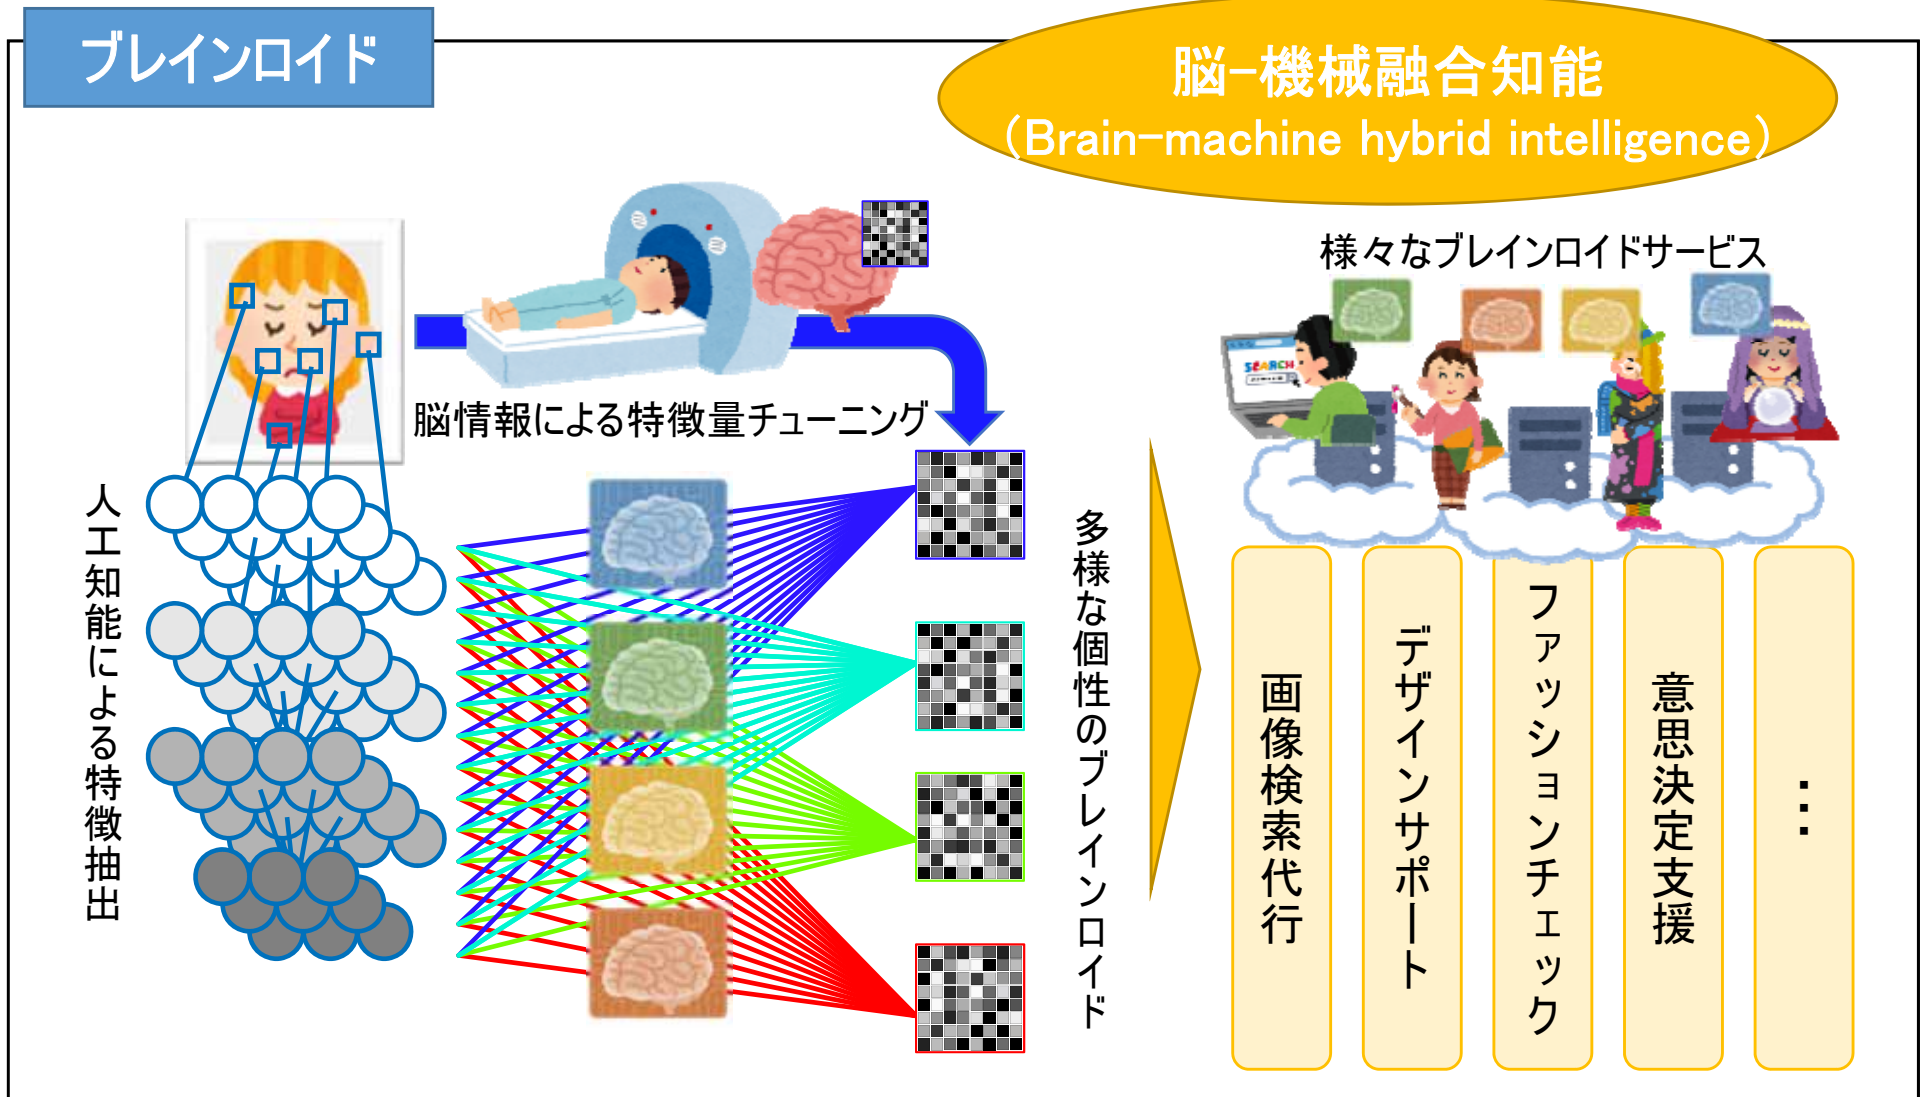 ブレインロイド
脳-機械融合知能
(Brain-machine hybrid intelligence)
脳情報による特徴量チューニング
人工知能による特徴抽出
多様な個性のブレインロイド
様々なブレインロイドサービス
SEARCH
画像検索代行
デザインサポート
ファッションチェック
意思決定支援
…